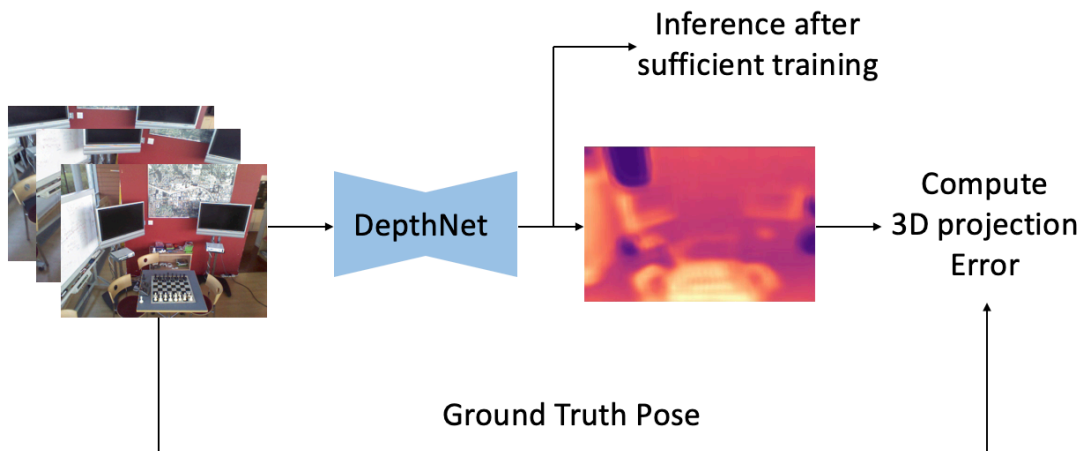 Inference after
sufficient training
DepthNet
Compute
3D projection
Error
Ground Truth Pose